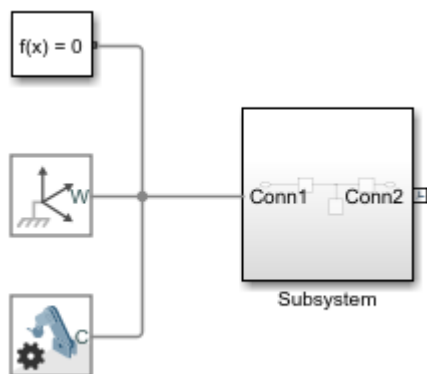 f(x) = 0
W
Conn1
Conn2
Subsystem
C